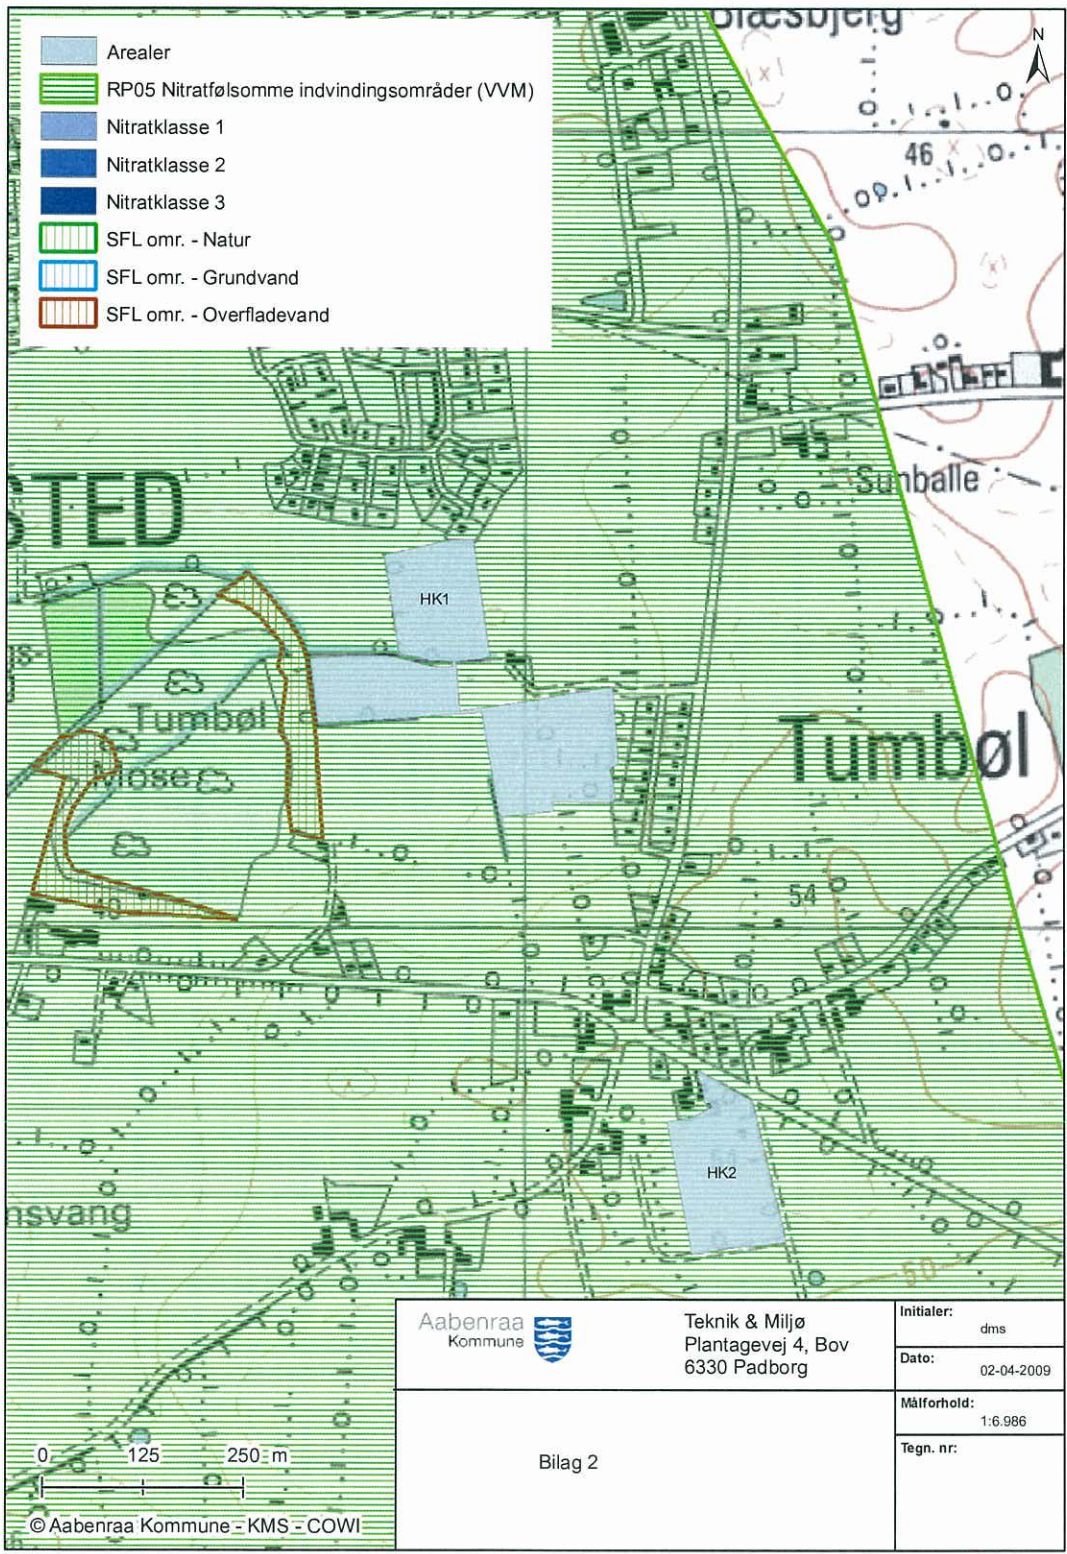 Arealer
RP05 Nitratfølsomme indvindingsområder (VVM)
Nitratklasse 1
Nitratklasse 2
Nitratklasse 3
SFL omr. - Natur
SFL omr. - Grundvand
SFL omr. - Overfladevand
Blæsbjerg
N
46
Sunballe
STED
HK1
Tumbøl
Mose
Tumbøl
54
HK2
nsvang
50
Aabenraa
Kommune
Teknik & Miljø
Plantagevej 4, Bov
6330 Padborg
Initialer:
dms
Dato:
02-04-2009
Målforhold:
1:6.986
Tegn. nr:
Bilag 2
0 125 250 m
© Aabenraa Kommune - KMS - COWI